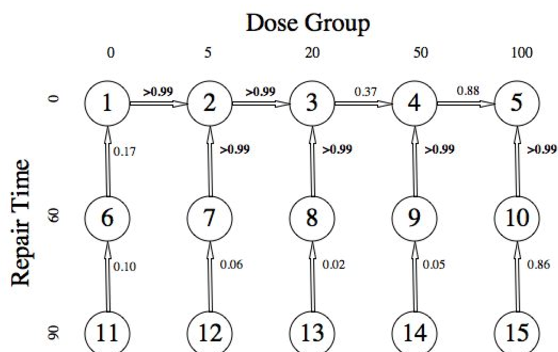 Dose Group
0 5 20 50 100
Repair Time
0 1 >0.99 2 >0.99 3 0.37 4 0.88 5
0.17 >0.99 >0.99 >0.99 >0.99
60 6 7 8 9 10
0.10 0.06 0.02 0.05 0.86
90 11 12 13 14 15